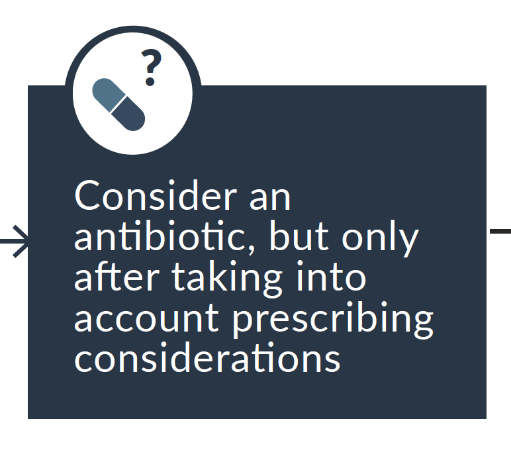 ?
Consider an
antibiotic, but only
after taking into
account prescribing
considerations